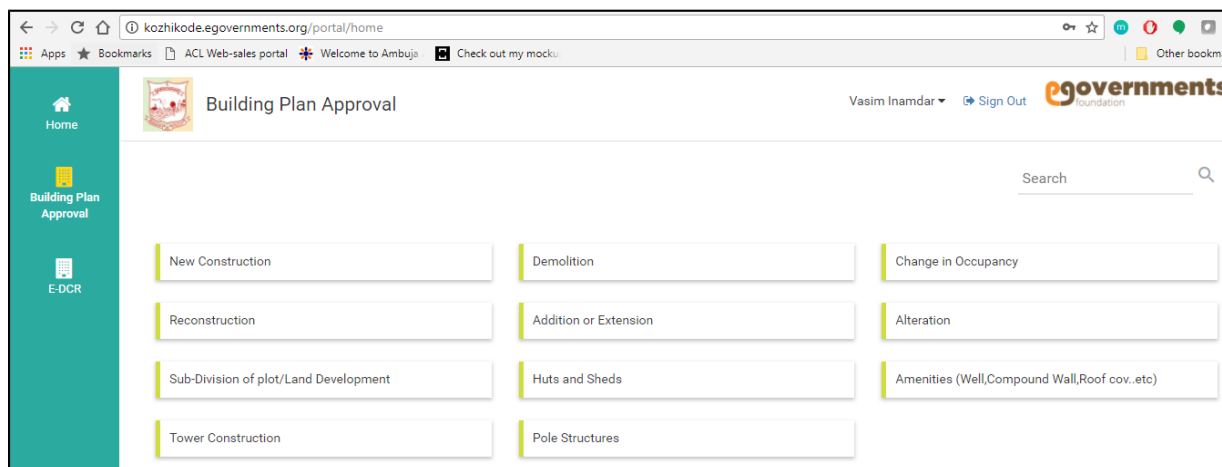 kozhikode.egovernments.org/portal/home
Apps Bookmarks ACL Web-sales portal Welcome to Ambuja Check out my mocku
Other bookm
Home
Building Plan Approval
Vasim Inamdar Sign Out
egovernments
foundation
Building Plan
Approval
E-DCR
Search
New Construction
Demolition
Change in Occupancy
Reconstruction
Addition or Extension
Alteration
Sub-Division of plot/Land Development
Huts and Sheds
Amenities (Well,Compound Wall,Roof cov..etc)
Tower Construction
Pole Structures